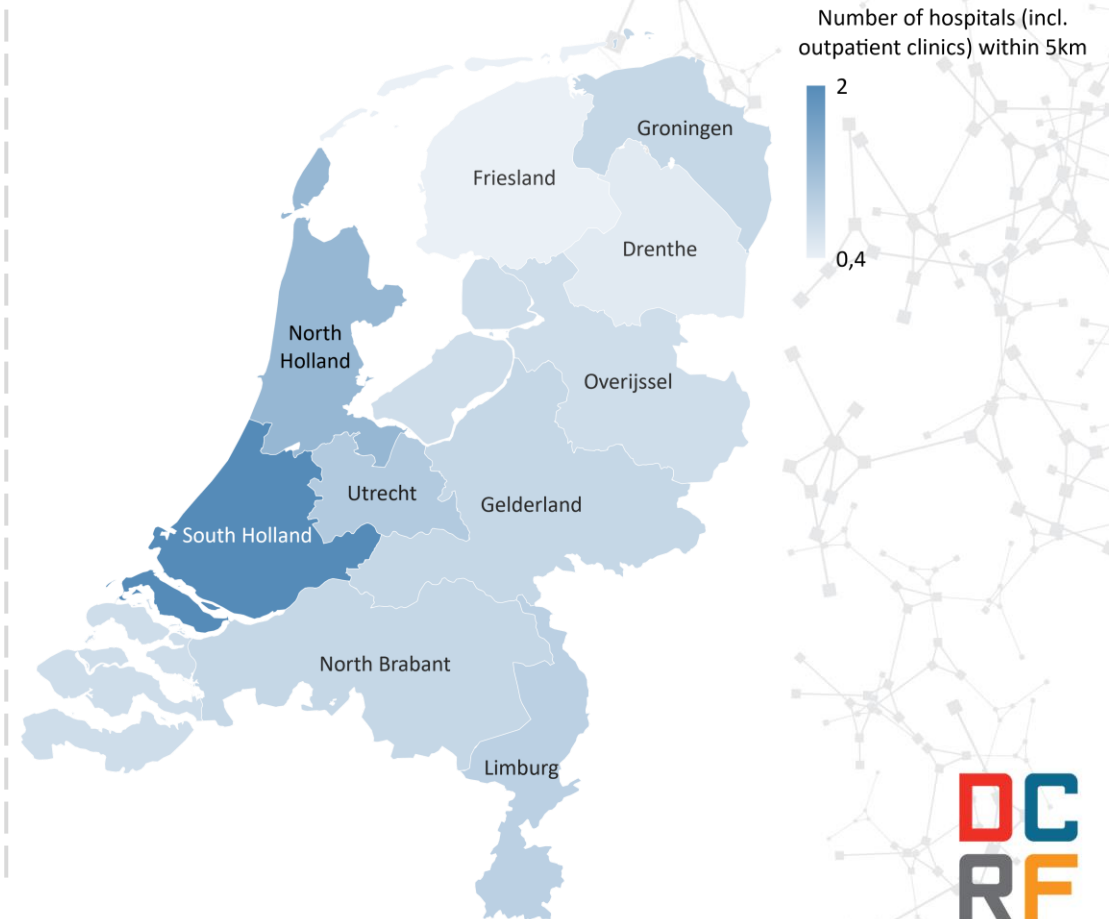 Number of hospitals (incl.
outpatient clinics) within 5km
2
0,4
1
Groningen
Friesland
Drenthe
North
Holland
Overijssel
Utrecht
Gelderland
South Holland
North Brabant
Limburg
DC
RF